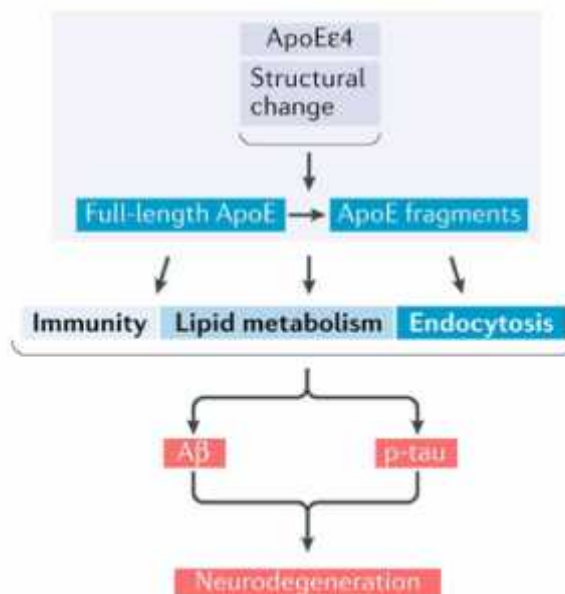 ApoEε4
Structural
change
Full-length ApoE
ApoE fragments
Immunity
Lipid metabolism
Endocytosis
Aβ
p-tau
Neurodegeneration